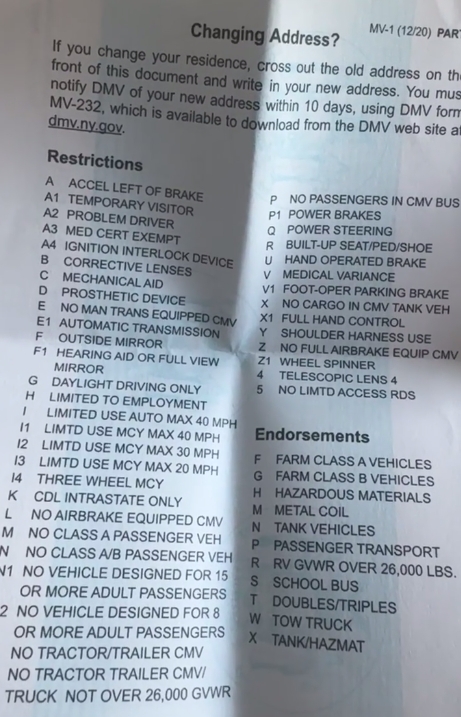 Changing Address?
MV-1 (12/20) PAR
If you change your residence, cross out the old address on the
front of this document and write in your new address. You mus
notify DMV of your new address within 10 days, using DMV form
MV-232, which is available to download from the DMV web site at
dmv.ny.gov.
Restrictions
A ACCEL LEFT OF BRAKE
A1 TEMPORARY VISITOR
A2 PROBLEM DRIVER
A3 MED CERT EXEMPT
A4 IGNITION INTERLOCK DEVICE
B CORRECTIVE LENSES
C MECHANICAL AID
D PROSTHETIC DEVICE
E NO MAN TRANS EQUIPPED CMV
E1 AUTOMATIC TRANSMISSION
F OUTSIDE MIRROR
F1 HEARING AID OR FULL VIEW
MIRROR
G DAYLIGHT DRIVING ONLY
H LIMITED TO EMPLOYMENT
I LIMITED USE AUTO MAX 40 MPH
I1 LIMTD USE MCY MAX 40 MPH
I2 LIMTD USE MCY MAX 30 MPH
I3 LIMTD USE MCY MAX 20 MPH
I4 THREE WHEEL MCY
K CDL INTRASTATE ONLY
L NO AIRBRAKE EQUIPPED CMV
M NO CLASS A PASSENGER VEH
N NO CLASS A/B PASSENGER VEH
N1 NO VEHICLE DESIGNED FOR 15
OR MORE ADULT PASSENGERS
2 NO VEHICLE DESIGNED FOR 8
OR MORE ADULT PASSENGERS
NO TRACTOR/TRAILER CMV
NO TRACTOR TRAILER CMV/
TRUCK NOT OVER 26,000 GVWR
P NO PASSENGERS IN CMV BUS
P1 POWER BRAKES
Q POWER STEERING
R BUILT-UP SEAT/PED/SHOE
U HAND OPERATED BRAKE
V MEDICAL VARIANCE
V1 FOOT-OPER PARKING BRAKE
X NO CARGO IN CMV TANK VEH
X1 FULL HAND CONTROL
Y SHOULDER HARNESS USE
Z NO FULL AIRBRAKE EQUIP CMV
Z1 WHEEL SPINNER
4 TELESCOPIC LENS 4
5 NO LIMTD ACCESS RDS
Endorsements
F FARM CLASS A VEHICLES
G FARM CLASS B VEHICLES
H HAZARDOUS MATERIALS
M METAL COIL
N TANK VEHICLES
P PASSENGER TRANSPORT
R RV GVWR OVER 26,000 LBS.
S SCHOOL BUS
T DOUBLES/TRIPLES
W TOW TRUCK
X TANK/HAZMAT